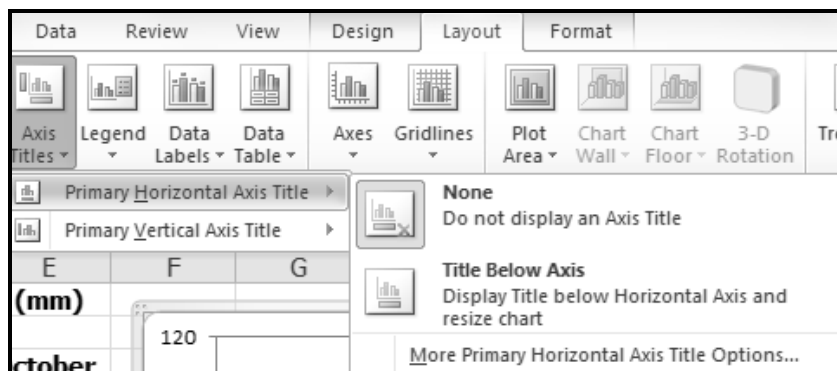 Data Review View Design Layout Format
Axis Titles Legend Data Labels Data Table Axes Gridlines Plot Area Chart Wall Chart Floor 3-D Rotation
Primary Horizontal Axis Title
None
Do not display an Axis Title
Primary Vertical Axis Title
E F G
Title Below Axis
Display Title below Horizontal Axis and
resize chart
(mm)
120
More Primary Horizontal Axis Title Options...